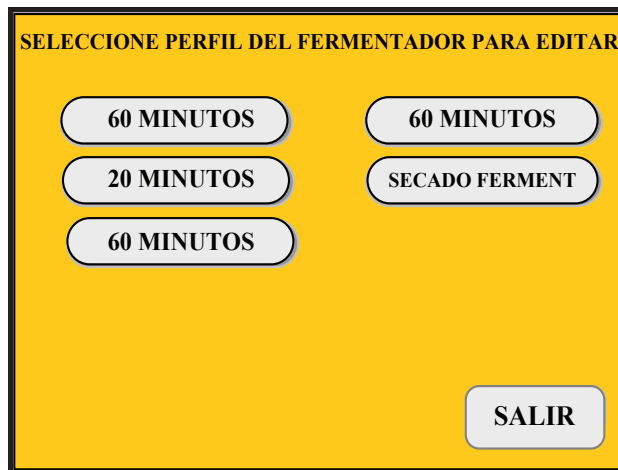 SELECCIONE PERFIL DEL FERMENTADOR PARA EDITAR
60 MINUTOS
60 MINUTOS
20 MINUTOS
SECADO FERMENT
60 MINUTOS
SALIR